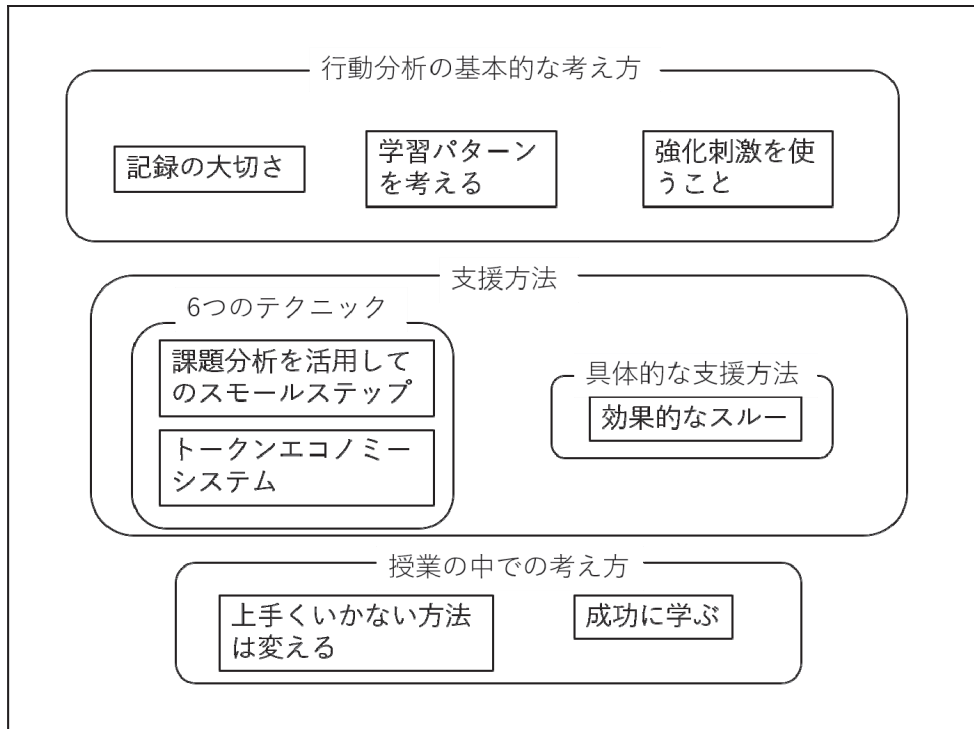 行動分析の基本的な考え方
記録の大切さ
学習パターン
を考える
強化刺激を使
うこと
支援方法
6つのテクニック
課題分析を活用して
のスモールステップ
トークンエコノミー
システム
具体的な支援方法
効果的なスルー
授業の中での考え方
上手くいかない方法
は変える
成功に学ぶ